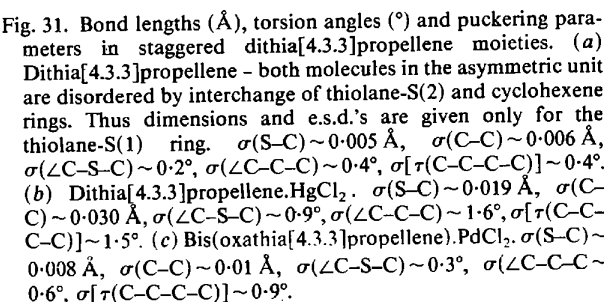 Fig. 31. Bond lengths (Å), torsion angles (°) and puckering para-
meters in staggered dithia[4.3.3]propellene moieties. (a)
Dithia[4.3.3]propellene – both molecules in the asymmetric unit
are disordered by interchange of thiolane-S(2) and cyclohexene
rings. Thus dimensions and e.s.d.'s are given only for the
thiolane-S(1) ring. σ(S–C) ~ 0·005 Å, σ(C–C) ~ 0·006 Å,
σ(∠C–S–C) ~ 0·2°, σ(∠C–C–C) ~ 0·4°, σ[τ(C–C–C–C)] ~ 0·4°.
(b) Dithia[4.3.3]propellene.HgCl₂. σ(S–C) ~ 0·019 Å, σ(C–
C) ~ 0·030 Å, σ(∠C–S–C) ~ 0·9°, σ(∠C–C–C) ~ 1·6°, σ[τ(C–C–
C–C)] ~ 1·5°. (c) Bis(oxathia[4.3.3]propellene).PdCl₂. σ(S–C) ~
0·008 Å, σ(C–C) ~ 0·01 Å, σ(∠C–S–C) ~ 0·3°, σ(∠C–C–C ~
0·6°, σ[τ(C–C–C–C)] ~ 0·9°.